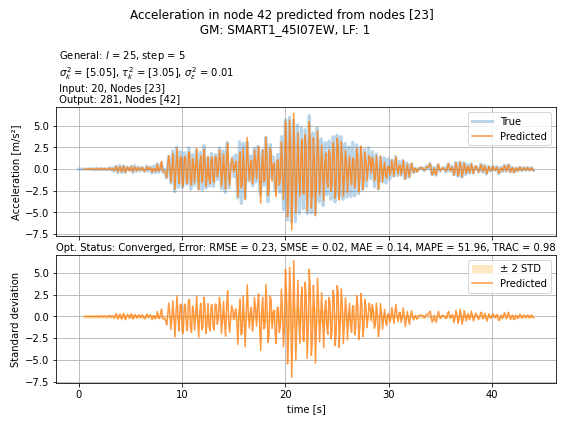 Acceleration in node 42 predicted from nodes [23]
GM: SMART1_45I07EW, LF: 1
General: l = 25, step = 5
σ²ₖ = [5.05], τ²ₖ = [3.05], σ²ε = 0.01
Input: 20, Nodes [23]
Output: 281, Nodes [42]
True
Predicted
Acceleration [m/s²]
5.0
2.5
0.0
−2.5
−5.0
−7.5
Opt. Status: Converged, Error: RMSE = 0.23, SMSE = 0.02, MAE = 0.14, MAPE = 51.96, TRAC = 0.98
± 2 STD
Predicted
Standard deviation
5.0
2.5
0.0
−2.5
−5.0
−7.5
0 10 20 30 40
time [s]